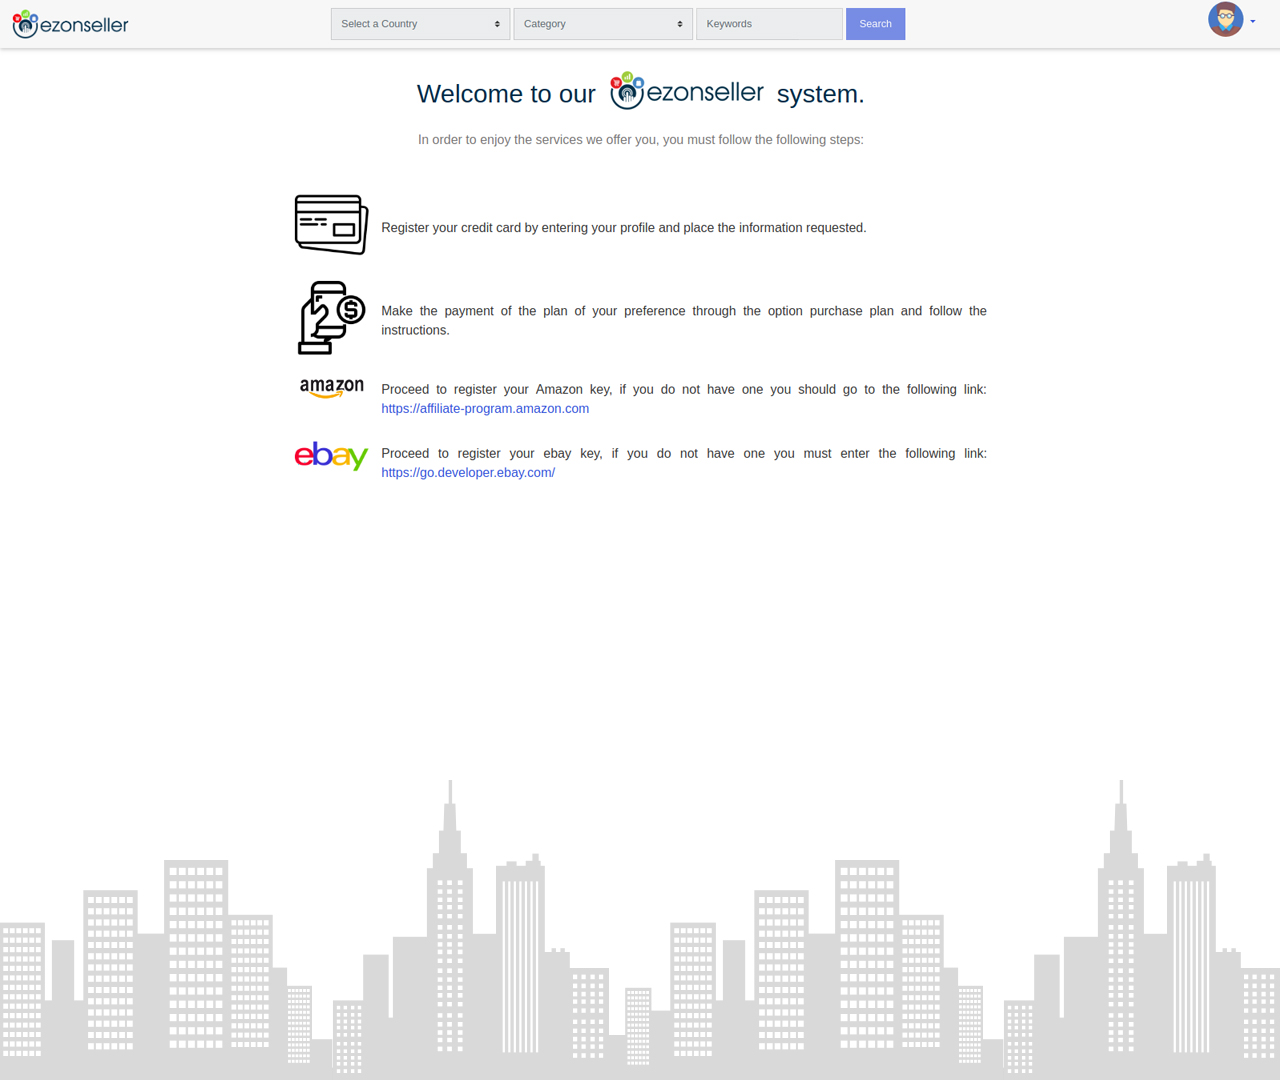 ezonseller
Select a Country
Category
Keywords
Search
Welcome to our ezonseller system.
In order to enjoy the services we offer you, you must follow the following steps:
Register your credit card by entering your profile and place the information requested.
Make the payment of the plan of your preference through the option purchase plan and follow the
instructions.
amazon
Proceed to register your Amazon key, if you do not have one you should go to the following link:
https://affiliate-program.amazon.com
ebay
Proceed to register your ebay key, if you do not have one you must enter the following link:
https://go.developer.ebay.com/